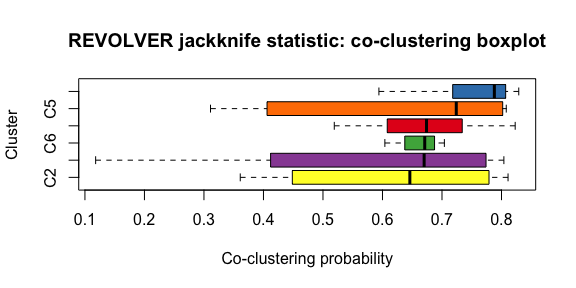 REVOLVER jackknife statistic: co-clustering boxplot
Cluster
C5
C6
C2
0.1 0.2 0.3 0.4 0.5 0.6 0.7 0.8
Co-clustering probability